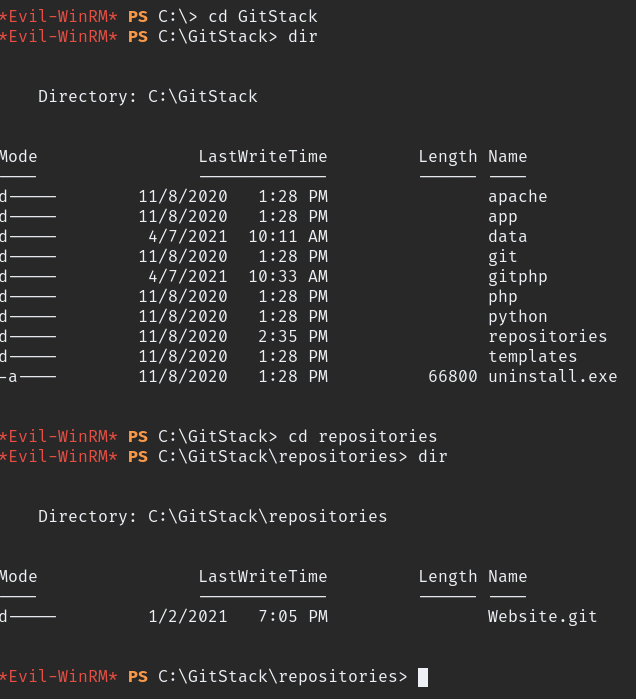 *Evil-WinRM* PS C:\> cd GitStack
*Evil-WinRM* PS C:\GitStack> dir
Directory: C:\GitStack
Mode LastWriteTime Length Name
---- ------------- ------ ----
d----- 11/8/2020 1:28 PM apache
d----- 11/8/2020 1:28 PM app
d----- 4/7/2021 10:11 AM data
d----- 11/8/2020 1:28 PM git
d----- 4/7/2021 10:33 AM gitphp
d----- 11/8/2020 1:28 PM php
d----- 11/8/2020 1:28 PM python
d----- 11/8/2020 2:35 PM repositories
d----- 11/8/2020 1:28 PM templates
-a---- 11/8/2020 1:28 PM 66800 uninstall.exe
*Evil-WinRM* PS C:\GitStack> cd repositories
*Evil-WinRM* PS C:\GitStack\repositories> dir
Directory: C:\GitStack\repositories
Mode LastWriteTime Length Name
---- ------------- ------ ----
d----- 1/2/2021 7:05 PM Website.git
*Evil-WinRM* PS C:\GitStack\repositories>